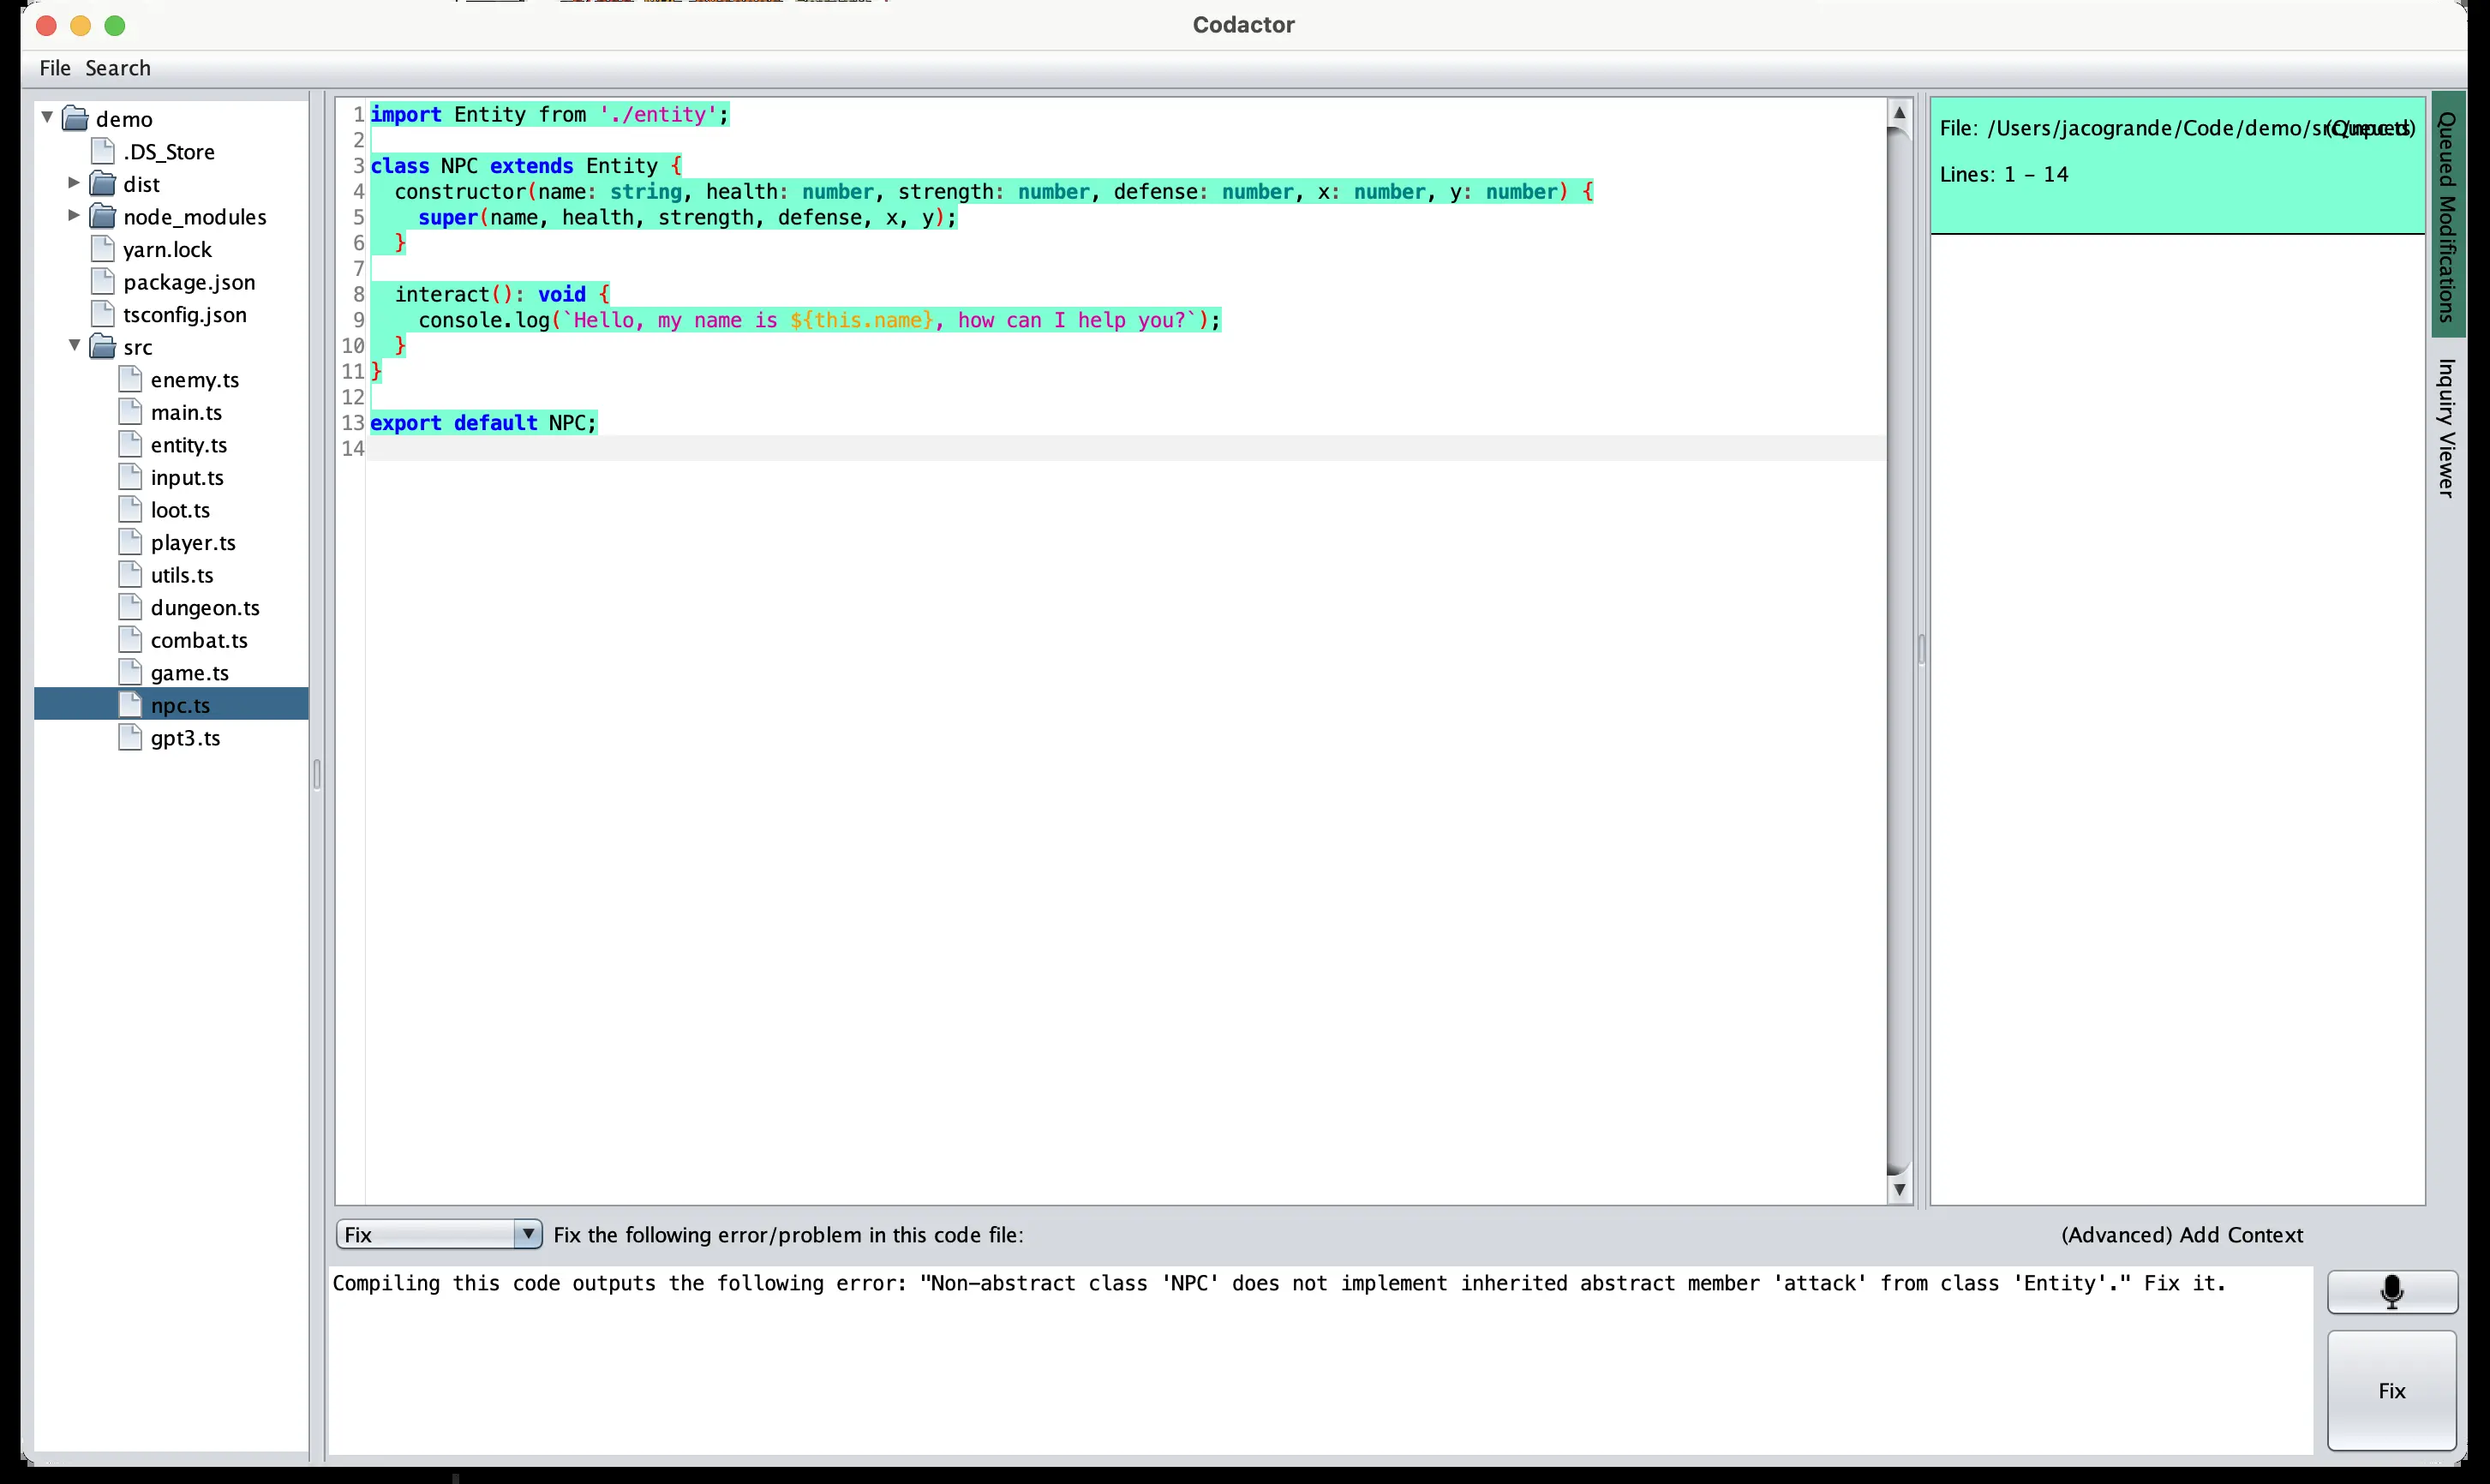 Codactor
File Search
demo
.DS_Store
dist
node_modules
yarn.lock
package.json
tsconfig.json
src
enemy.ts
main.ts
entity.ts
input.ts
loot.ts
player.ts
utils.ts
dungeon.ts
combat.ts
game.ts
npc.ts
gpt3.ts
1 import Entity from './entity';
2
3 class NPC extends Entity {
4   constructor(name: string, health: number, strength: number, defense: number, x: number, y: number) {
5     super(name, health, strength, defense, x, y);
6   }
7
8   interact(): void {
9     console.log(`Hello, my name is ${this.name}, how can I help you?`);
10   }
11 }
12
13 export default NPC;
14
File: /Users/jacogrande/Code/demo/src/npc.ts (Queued)
Lines: 1 - 14
Queued Modifications
Inquiry Viewer
Fix
Fix the following error/problem in this code file:
(Advanced) Add Context
Compiling this code outputs the following error: "Non-abstract class 'NPC' does not implement inherited abstract member 'attack' from class 'Entity'." Fix it.
Fix